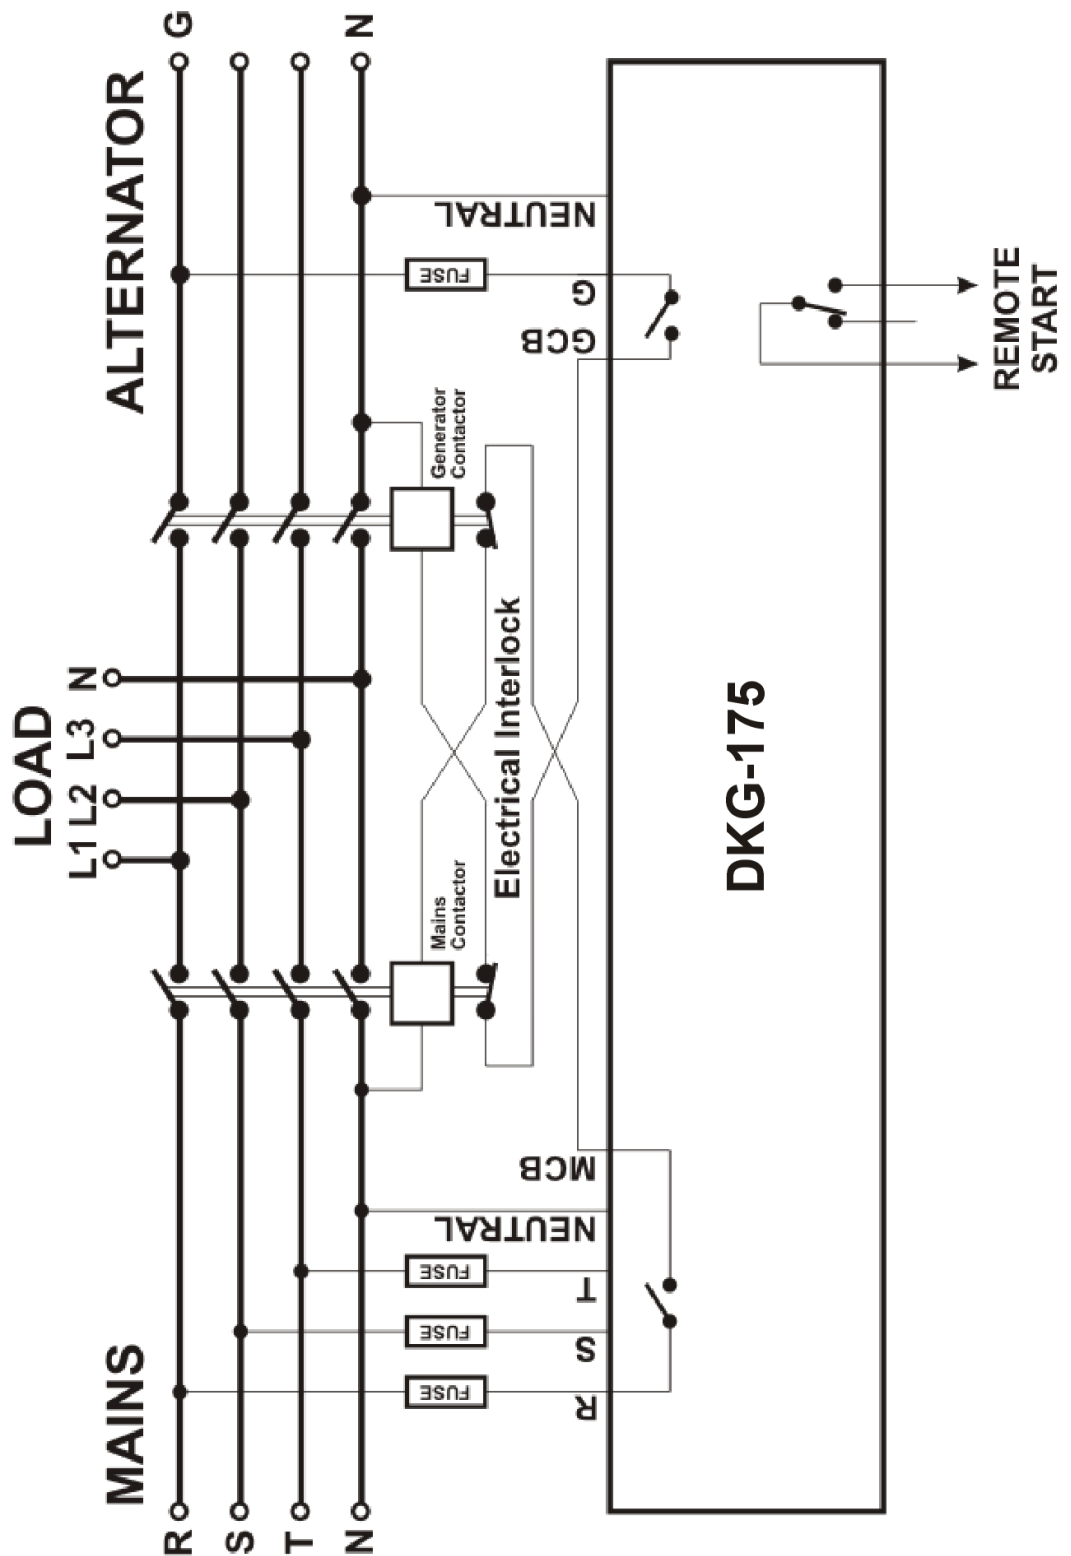 LOAD
L1 L2 L3 N
MAINS
ALTERNATOR
R
S
T
N
G
N
Mains
Contactor
Generator
Contactor
Electrical Interlock
FUSE
FUSE
FUSE
FUSE
R
S
T
NEUTRAL
MCB
GCB
G
NEUTRAL
DKG-175
REMOTE
START